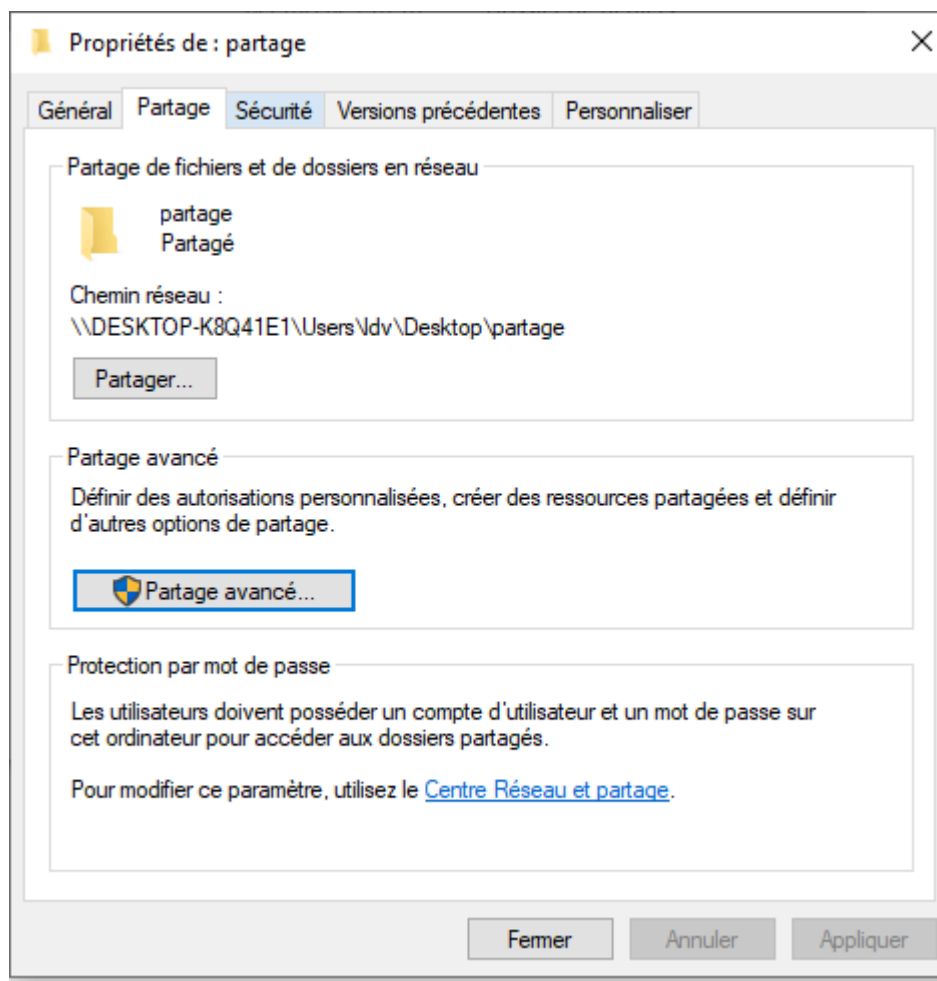 Propriétés de : partage
Général Partage Sécurité Versions précédentes Personnaliser
Partage de fichiers et de dossiers en réseau
partage
Partagé
Chemin réseau :
\\DESKTOP-K8Q41E1\Users\ldv\Desktop\partage
Partager...
Partage avancé
Définir des autorisations personnalisées, créer des ressources partagées et définir
d'autres options de partage.
Partage avancé...
Protection par mot de passe
Les utilisateurs doivent posséder un compte d'utilisateur et un mot de passe sur
cet ordinateur pour accéder aux dossiers partagés.
Pour modifier ce paramètre, utilisez le Centre Réseau et partage.
Fermer Annuler Appliquer